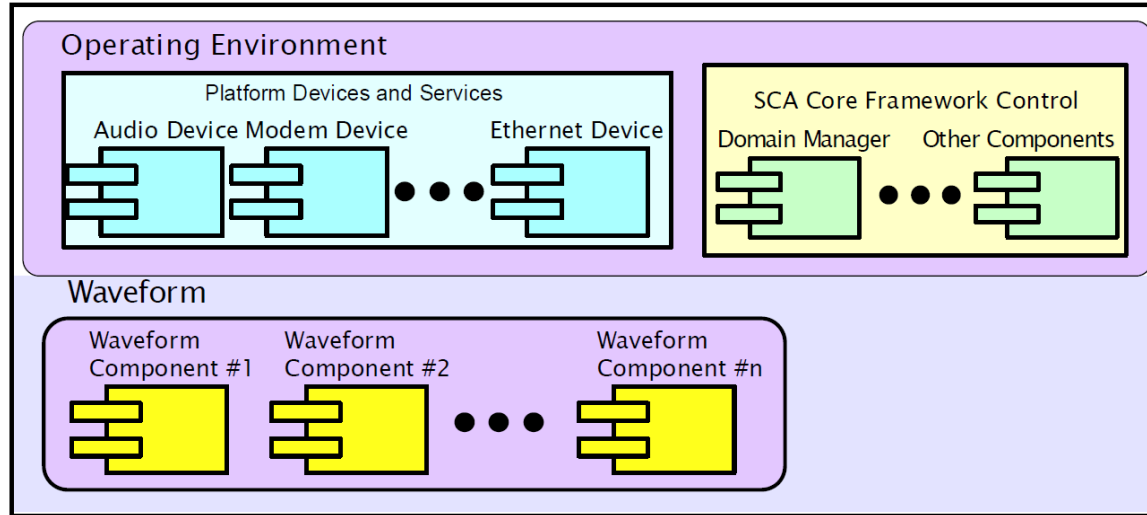 Operating Environment
Platform Devices and Services
Audio Device Modem Device Ethernet Device
SCA Core Framework Control
Domain Manager Other Components
Waveform
Waveform
Component #1
Waveform
Component #2
Waveform
Component #n